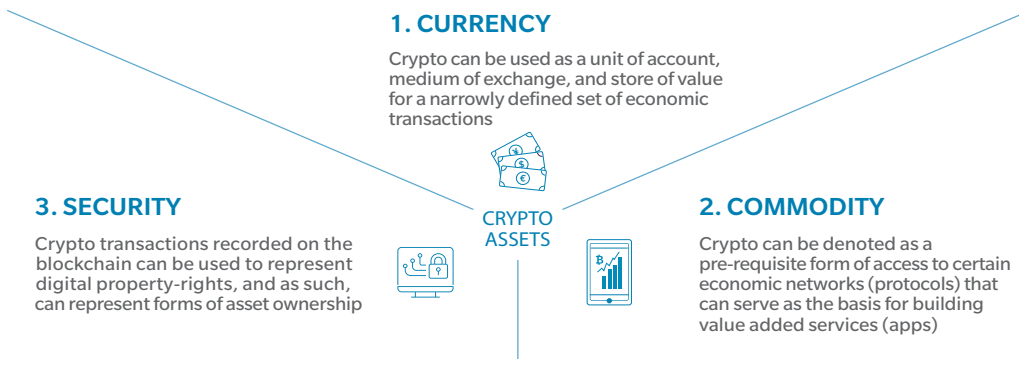 1. CURRENCY
Crypto can be used as a unit of account,
medium of exchange, and store of value
for a narrowly defined set of economic
transactions
CRYPTO
ASSETS
3. SECURITY
Crypto transactions recorded on the
blockchain can be used to represent
digital property-rights, and as such,
can represent forms of asset ownership
2. COMMODITY
Crypto can be denoted as a
pre-requisite form of access to certain
economic networks (protocols) that
can serve as the basis for building
value added services (apps)